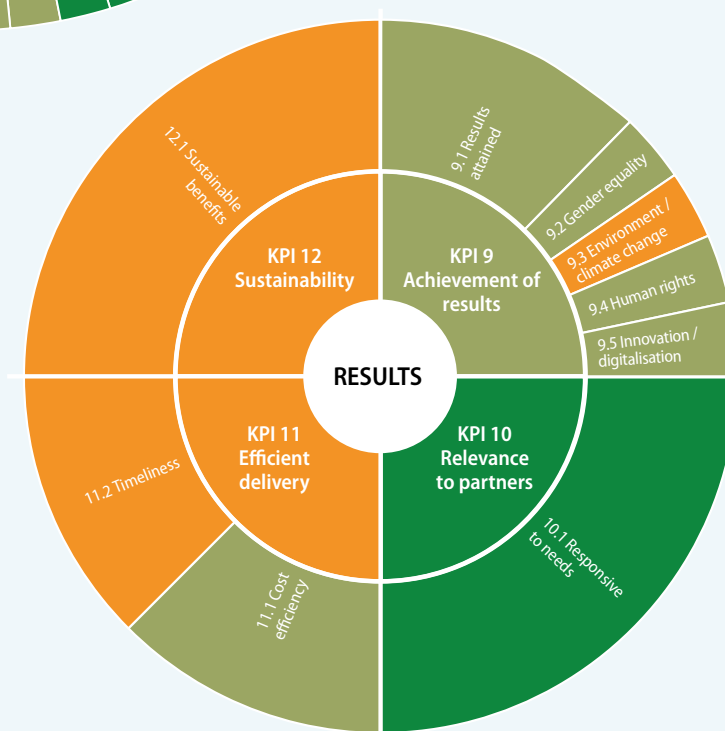 RESULTS
KPI 9
Achievement of
results
9.1 Results
attained
9.2 Gender equality
9.3 Environment /
climate change
9.4 Human rights
9.5 Innovation /
digitalisation
KPI 10
Relevance
to partners
10.1 Responsive
to needs
KPI 11
Efficient
delivery
11.1 Cost
efficiency
11.2 Timeliness
KPI 12
Sustainability
12.1 Sustainable
benefits